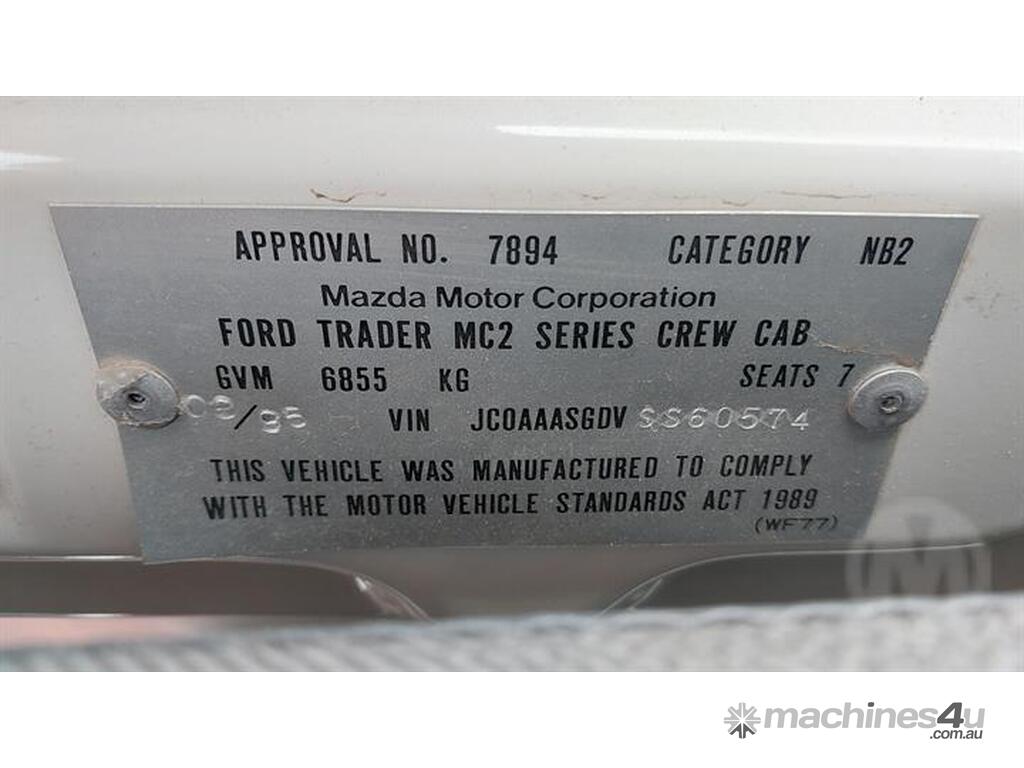 APPROVAL NO. 7894 CATEGORY NB2
Mazda Motor Corporation
FORD TRADER MC2 SERIES CREW CAB
GVM 6855 KG SEATS 7
02/95 VIN JC0AAASGDV SS60574
THIS VEHICLE WAS MANUFACTURED TO COMPLY
WITH THE MOTOR VEHICLE STANDARDS ACT 1989
(WF77)
M
machines4u
.com.au